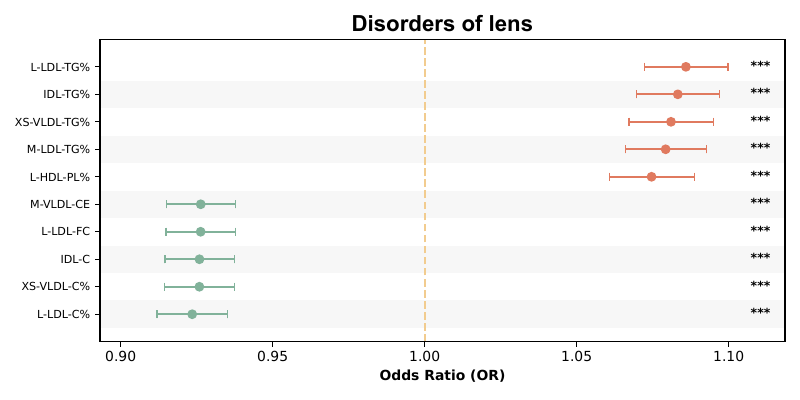 Disorders of lens
L-LDL-TG% ***
IDL-TG% ***
XS-VLDL-TG% ***
M-LDL-TG% ***
L-HDL-PL% ***
M-VLDL-CE ***
L-LDL-FC ***
IDL-C ***
XS-VLDL-C% ***
L-LDL-C% ***
0.90 0.95 1.00 1.05 1.10
Odds Ratio (OR)